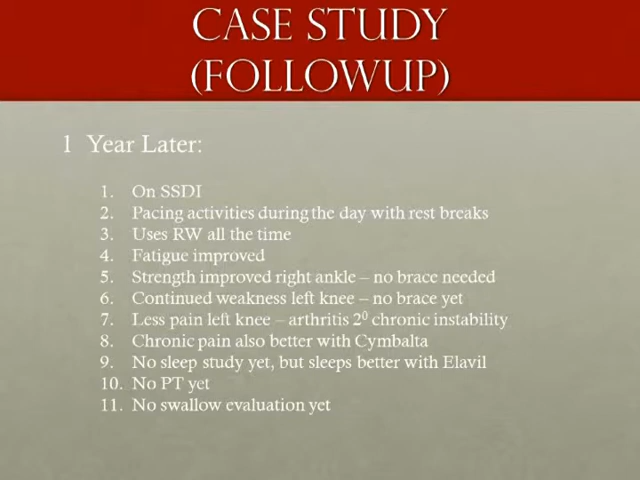 CASE STUDY
(FOLLOWUP)
1 Year Later:
1. On SSDI
2. Pacing activities during the day with rest breaks
3. Uses RW all the time
4. Fatigue improved
5. Strength improved right ankle – no brace needed
6. Continued weakness left knee – no brace yet
7. Less pain left knee – arthritis 2⁰ chronic instability
8. Chronic pain also better with Cymbalta
9. No sleep study yet, but sleeps better with Elavil
10. No PT yet
11. No swallow evaluation yet